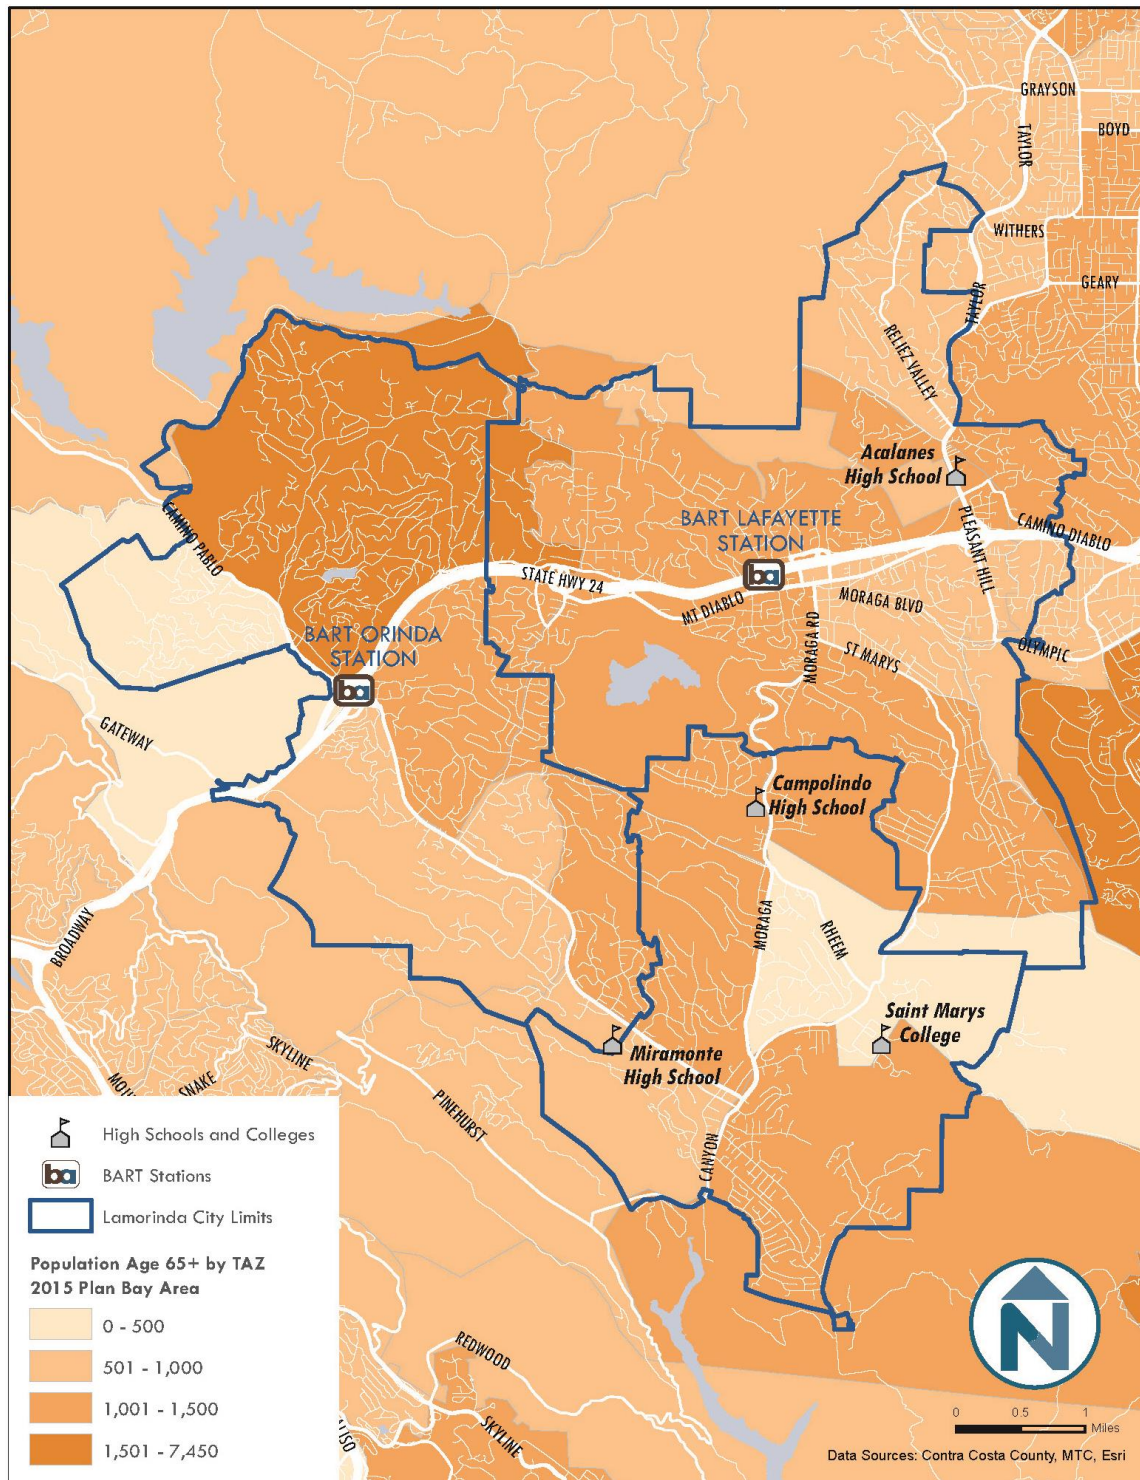 GRAYSON
BOYD
TAYLOR
WITHERS
GEARY
TAYLOR
RELIEZ VALLEY
Acalanes
High School
CAMINO PABLO
BART LAFAYETTE
STATION
ba
PLEASANT HILL
CAMINO DIABLO
STATE HWY 24
MT DIABLO
MORAGA BLVD
MORAGA RD
ST MARYS
OLYMPIC
BART ORINDA
STATION
ba
GATEWAY
Campolindo
High School
BROADWAY
MORAGA
RHEEM
Saint Marys
College
Miramonte
High School
SKYLINE
SNAKE
PINEHURST
CANYON
REDWOOD
SKYLINE
High Schools and Colleges
ba
BART Stations
Lamorinda City Limits
Population Age 65+ by TAZ
2015 Plan Bay Area
0 - 500
501 - 1,000
1,001 - 1,500
1,501 - 7,450
N
0 0.5 1
Miles
Data Sources: Contra Costa County, MTC, Esri